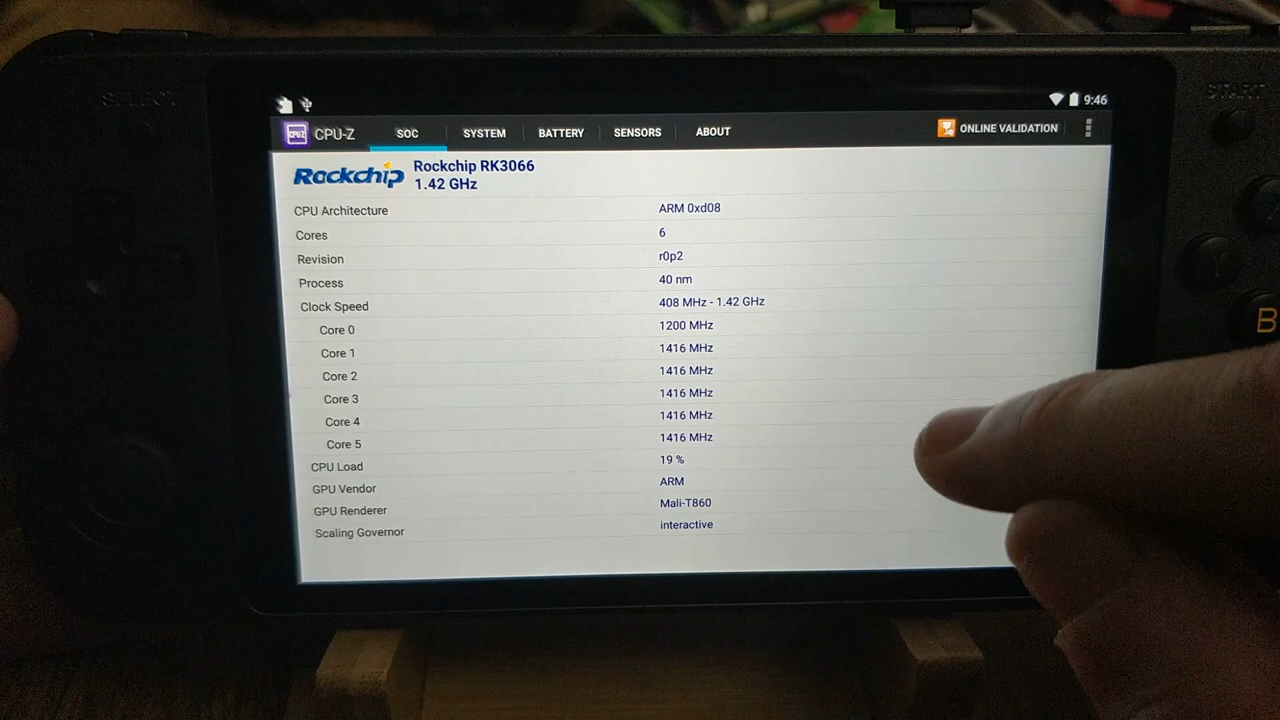 SELECT
START
9:46
CPU-Z
CPU-Z SOC SYSTEM BATTERY SENSORS ABOUT ONLINE VALIDATION
Rockchip Rockchip RK3066
1.42 GHz
CPU Architecture ARM 0xd08
Cores 6
Revision r0p2
Process 40 nm
Clock Speed 408 MHz - 1.42 GHz
Core 0 1200 MHz
Core 1 1416 MHz
Core 2 1416 MHz
Core 3 1416 MHz
Core 4 1416 MHz
Core 5 1416 MHz
CPU Load 19 %
GPU Vendor ARM
GPU Renderer Mali-T860
Scaling Governor interactive
Y
B